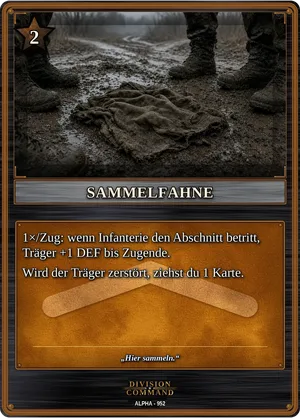 2
SAMMELFAHNE
1×/Zug: wenn Infanterie den Abschnitt betritt,
Träger +1 DEF bis Zugende.
Wird der Träger zerstört, ziehst du 1 Karte.
„Hier sammeln.“
DIVISION
COMMAND
ALPHA - 952